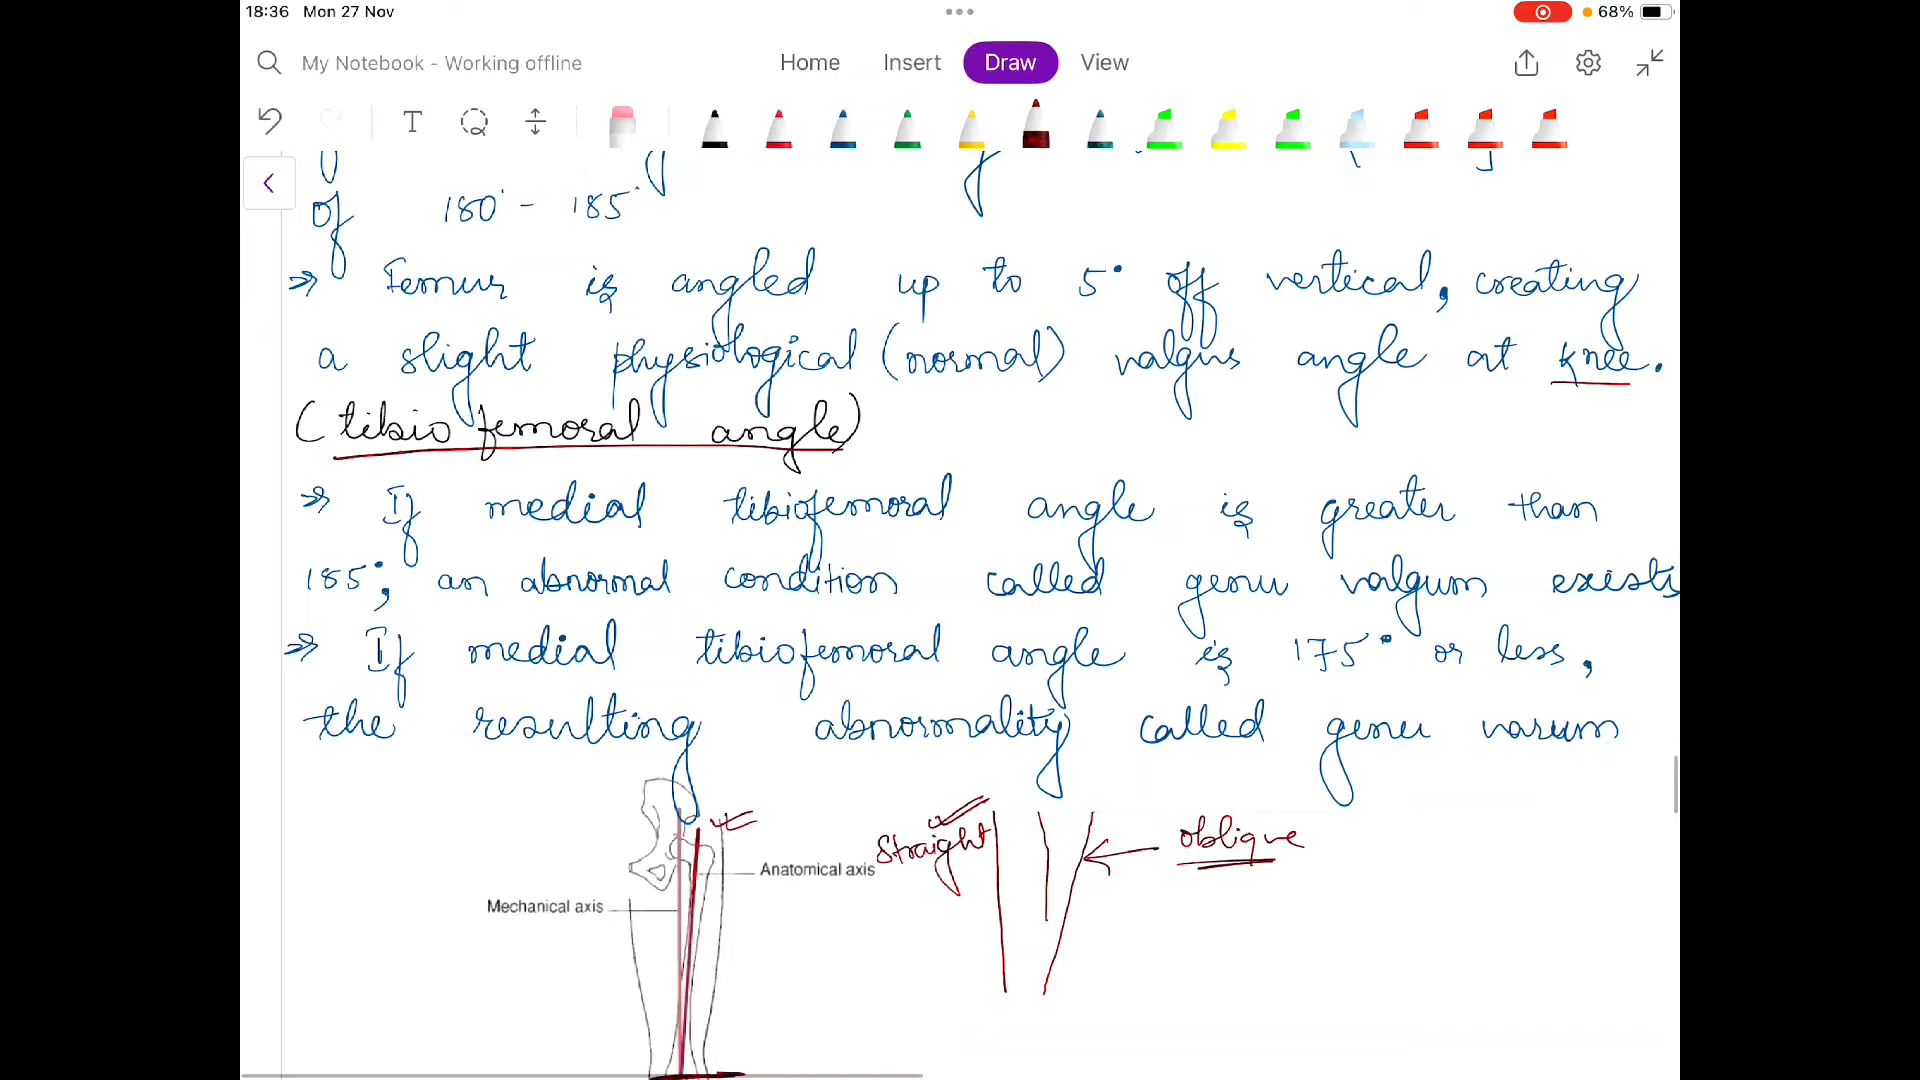 18:36 Mon 27 Nov
68%
My Notebook - Working offline
Home Insert Draw View
T
of 180° - 185°
⇒ Femur is angled up to 5° off vertical, creating
a slight physiological (normal) valgus angle at knee.
(tibiofemoral angle)
⇒ If medial tibiofemoral angle is greater than
185°, an abnormal condition called genu valgum exists
⇒ If medial tibiofemoral angle is 175° or less,
the resulting abnormality called genu varum
Straight
oblique
Anatomical axis
Mechanical axis